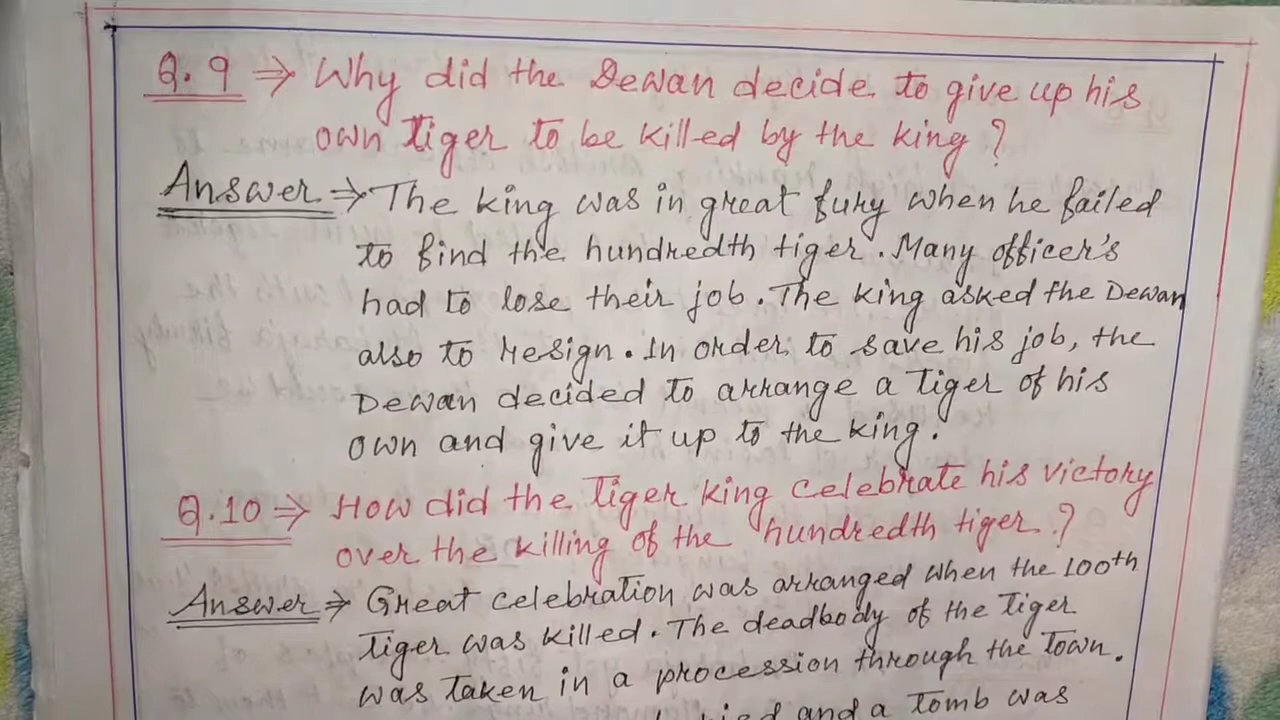 Q.9 ⇒ Why did the Dewan decide to give up his
own tiger to be killed by the king?
Answer ⇒ The king was in great fury when he failed
to find the hundredth tiger. Many officer's
had to lose their job. The king asked the Dewan
also to resign. In order to save his job, the
Dewan decided to arrange a tiger of his
own and give it up to the king.
Q.10 ⇒ How did the tiger king celebrate his victory
over the killing of the hundredth tiger?
Answer ⇒ Great celebration was arranged when the 100th
tiger was killed. The deadbody of the tiger
was taken in a procession through the town.
and a tomb was